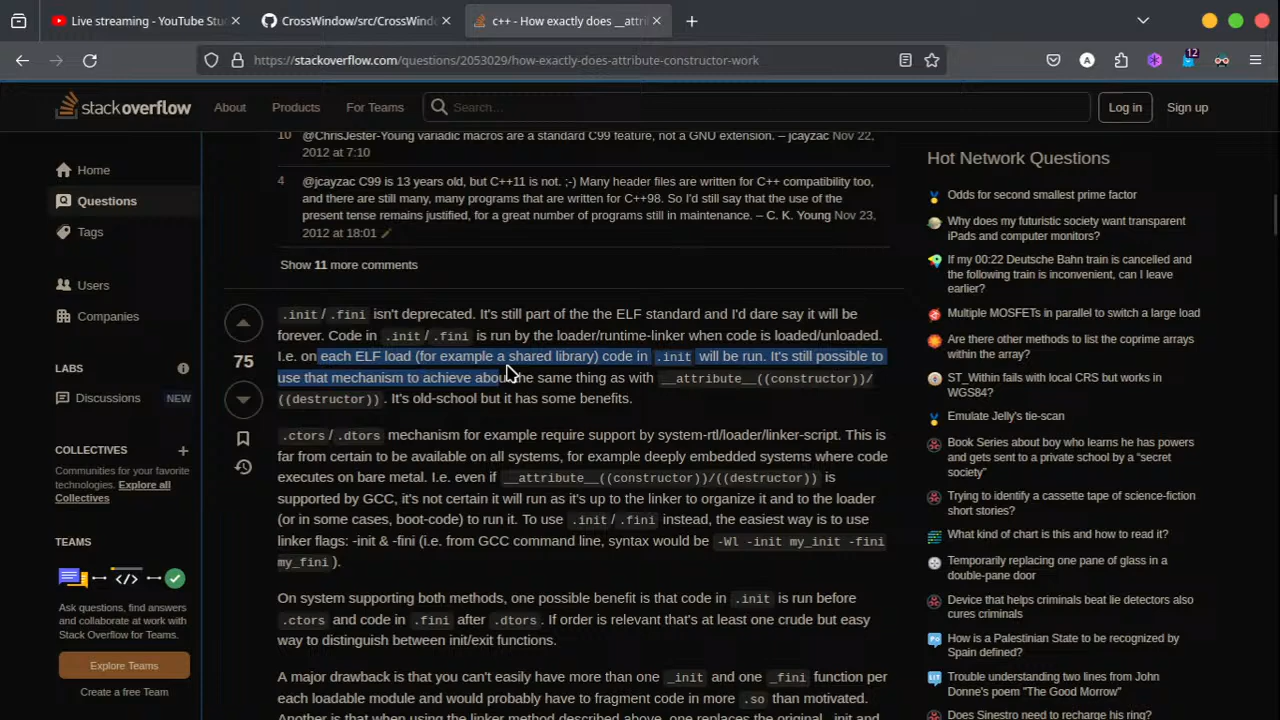 Live streaming - YouTube Stu
CrossWindow/src/CrossWind
c++ - How exactly does __attri
https://stackoverflow.com/questions/2053029/how-exactly-does-attribute-constructor-work
12
stackoverflow
About
Products
For Teams
Search...
Log in
Sign up
Home
Questions
Tags
Users
Companies
LABS
Discussions
NEW
COLLECTIVES
Communities for your favorite
technologies. Explore all
Collectives
TEAMS
Ask questions, find answers
and collaborate at work with
Stack Overflow for Teams.
Explore Teams
Create a free Team
10
@ChrisJester-Young variadic macros are a standard C99 feature, not a GNU extension. – jcayzac Nov 22,
2012 at 7:10
4
@jcayzac C99 is 13 years old, but C++11 is not. ;-) Many header files are written for C++ compatibility too,
and there are still many, many programs that are written for C++98. So I'd still say that the use of the
present tense remains justified, for a great number of programs still in maintenance. – C. K. Young Nov 23,
2012 at 18:01
Show 11 more comments
75
.init/.fini isn't deprecated. It's still part of the the ELF standard and I'd dare say it will be
forever. Code in .init/.fini is run by the loader/runtime-linker when code is loaded/unloaded.
I.e. on each ELF load (for example a shared library) code in .init will be run. It's still possible to
use that mechanism to achieve about the same thing as with __attribute__((constructor))/
((destructor)). It's old-school but it has some benefits.
.ctors/.dtors mechanism for example require support by system-rtl/loader/linker-script. This is
far from certain to be available on all systems, for example deeply embedded systems where code
executes on bare metal. I.e. even if __attribute__((constructor))/((destructor)) is
supported by GCC, it's not certain it will run as it's up to the linker to organize it and to the loader
(or in some cases, boot-code) to run it. To use .init/.fini instead, the easiest way is to use
linker flags: -init & -fini (i.e. from GCC command line, syntax would be -Wl -init my_init -fini
my_fini).
On system supporting both methods, one possible benefit is that code in .init is run before
.ctors and code in .fini after .dtors. If order is relevant that's at least one crude but easy
way to distinguish between init/exit functions.
A major drawback is that you can't easily have more than one _init and one _fini function per
each loadable module and would probably have to fragment code in more .so than motivated.
Another is that when using the linker method described above, one replaces the original _init and
Hot Network Questions
Odds for second smallest prime factor
Why does my futuristic society want transparent
iPads and computer monitors?
If my 00:22 Deutsche Bahn train is cancelled and
the following train is inconvenient, can I leave
earlier?
Multiple MOSFETs in parallel to switch a large load
Are there other methods to list the coprime arrays
within the array?
ST_Within fails with local CRS but works in
WGS84?
Emulate Jelly's tie-scan
Book Series about boy who learns he has powers
and gets sent to a private school by a "secret
society"
Trying to identify a cassette tape of science-fiction
short stories?
What kind of chart is this and how to read it?
Temporarily replacing one pane of glass in a
double-pane door
Device that helps criminals beat lie detectors also
cures criminals
How is a Palestinian State to be recognized by
Spain defined?
Trouble understanding two lines from John
Donne's poem "The Good Morrow"
Does Sinestro need to recharge his ring?